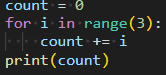 count = 0
for i in range(3):
    count += i
print(count)